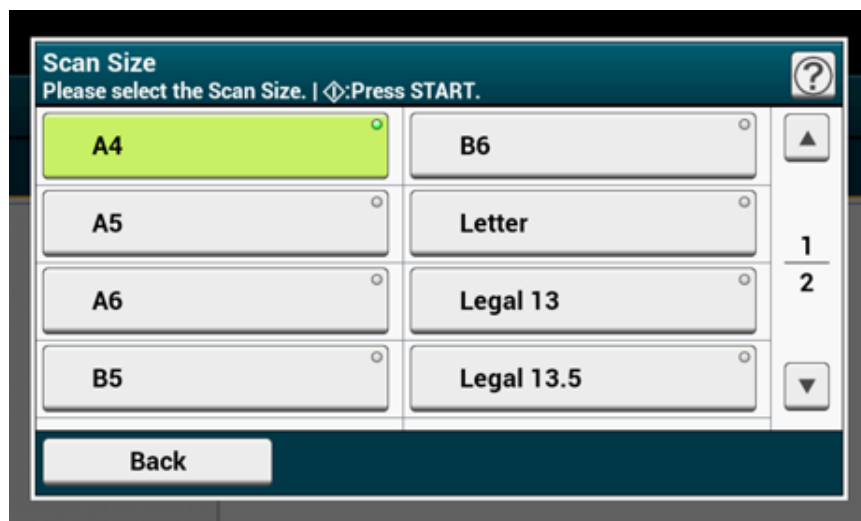 Scan Size
Please select the Scan Size. | :Press START.
?
A4
B6
A5
Letter
1
A6
Legal 13
2
B5
Legal 13.5
Back